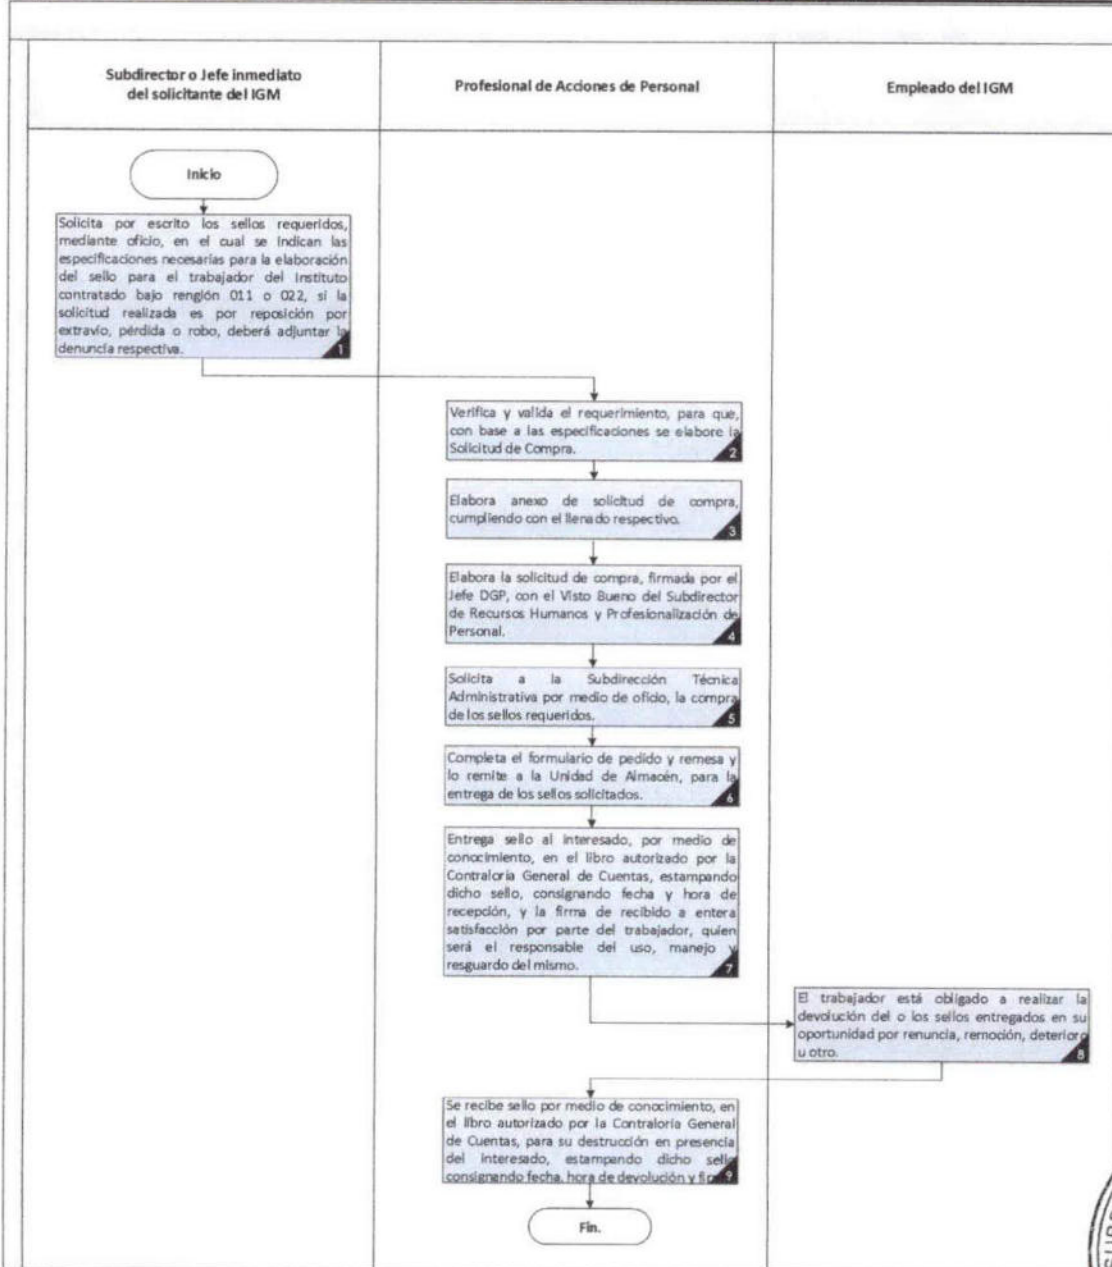 Subdirector o Jefe inmediato
del solicitante del IGM
Profesional de Acciones de Personal
Empleado del IGM
Inicio
Solicita por escrito los sellos requeridos,
mediante oficio, en el cual se indican las
especificaciones necesarias para la elaboración
del sello para el trabajador del Instituto
contratado bajo renglón 011 o 022, si la
solicitud realizada es por reposición por
extravío, pérdida o robo, deberá adjuntar la
denuncia respectiva.
1
Verifica y valida el requerimiento, para que,
con base a las especificaciones se elabore la
Solicitud de Compra.
2
Elabora anexo de solicitud de compra,
cumpliendo con el llenado respectivo.
3
Elabora la solicitud de compra, firmada por el
Jefe DGP, con el Visto Bueno del Subdirector
de Recursos Humanos y Profesionalización de
Personal.
4
Solicita a la Subdirección Técnica
Administrativa por medio de oficio, la compra
de los sellos requeridos.
5
Completa el formulario de pedido y remesa y
lo remite a la Unidad de Almacén, para la
entrega de los sellos solicitados.
6
Entrega sello al interesado, por medio de
conocimiento, en el libro autorizado por la
Contraloría General de Cuentas, estampando
dicho sello, consignando fecha y hora de
recepción, y la firma de recibido a entera
satisfacción por parte del trabajador, quien
será el responsable del uso, manejo y
resguardo del mismo.
7
El trabajador está obligado a realizar la
devolución del o los sellos entregados en su
oportunidad por renuncia, remoción, deterioro
u otro.
8
Se recibe sello por medio de conocimiento, en
el libro autorizado por la Contraloría General
de Cuentas, para su destrucción en presencia
del interesado, estampando dicho sello
consignando fecha, hora de devolución y
9
Fin.